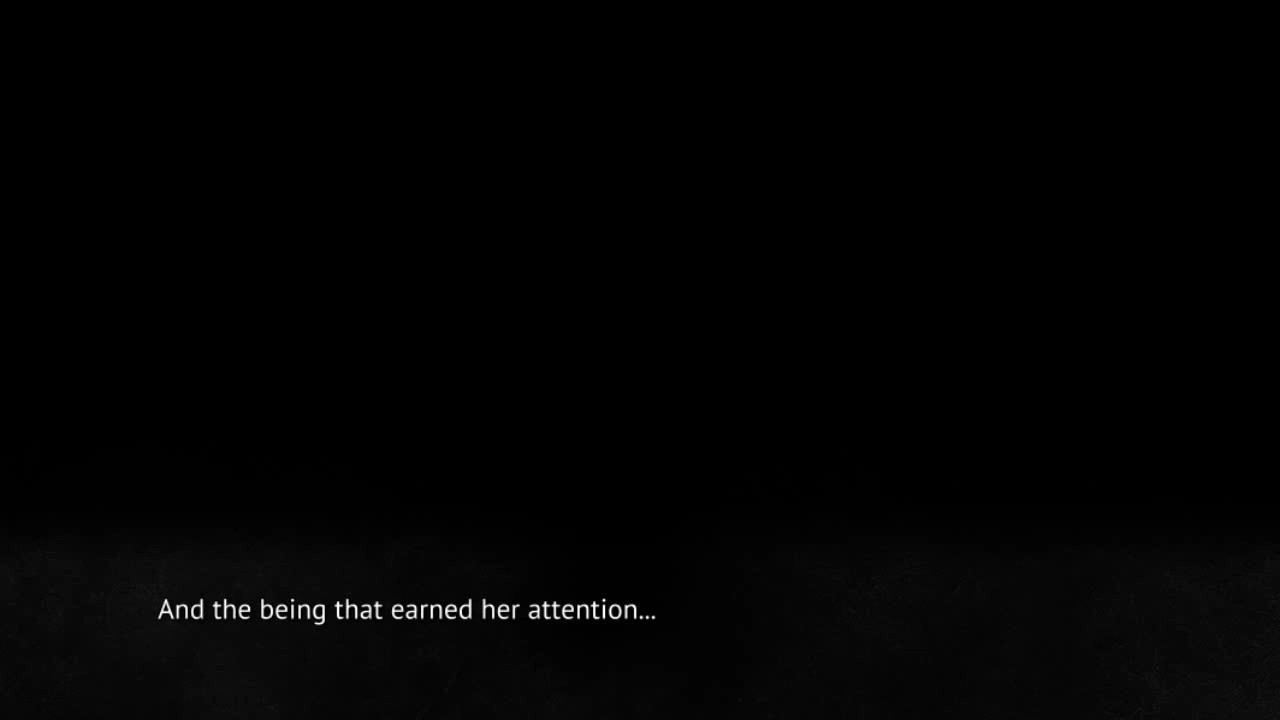 And the being that earned her attention...